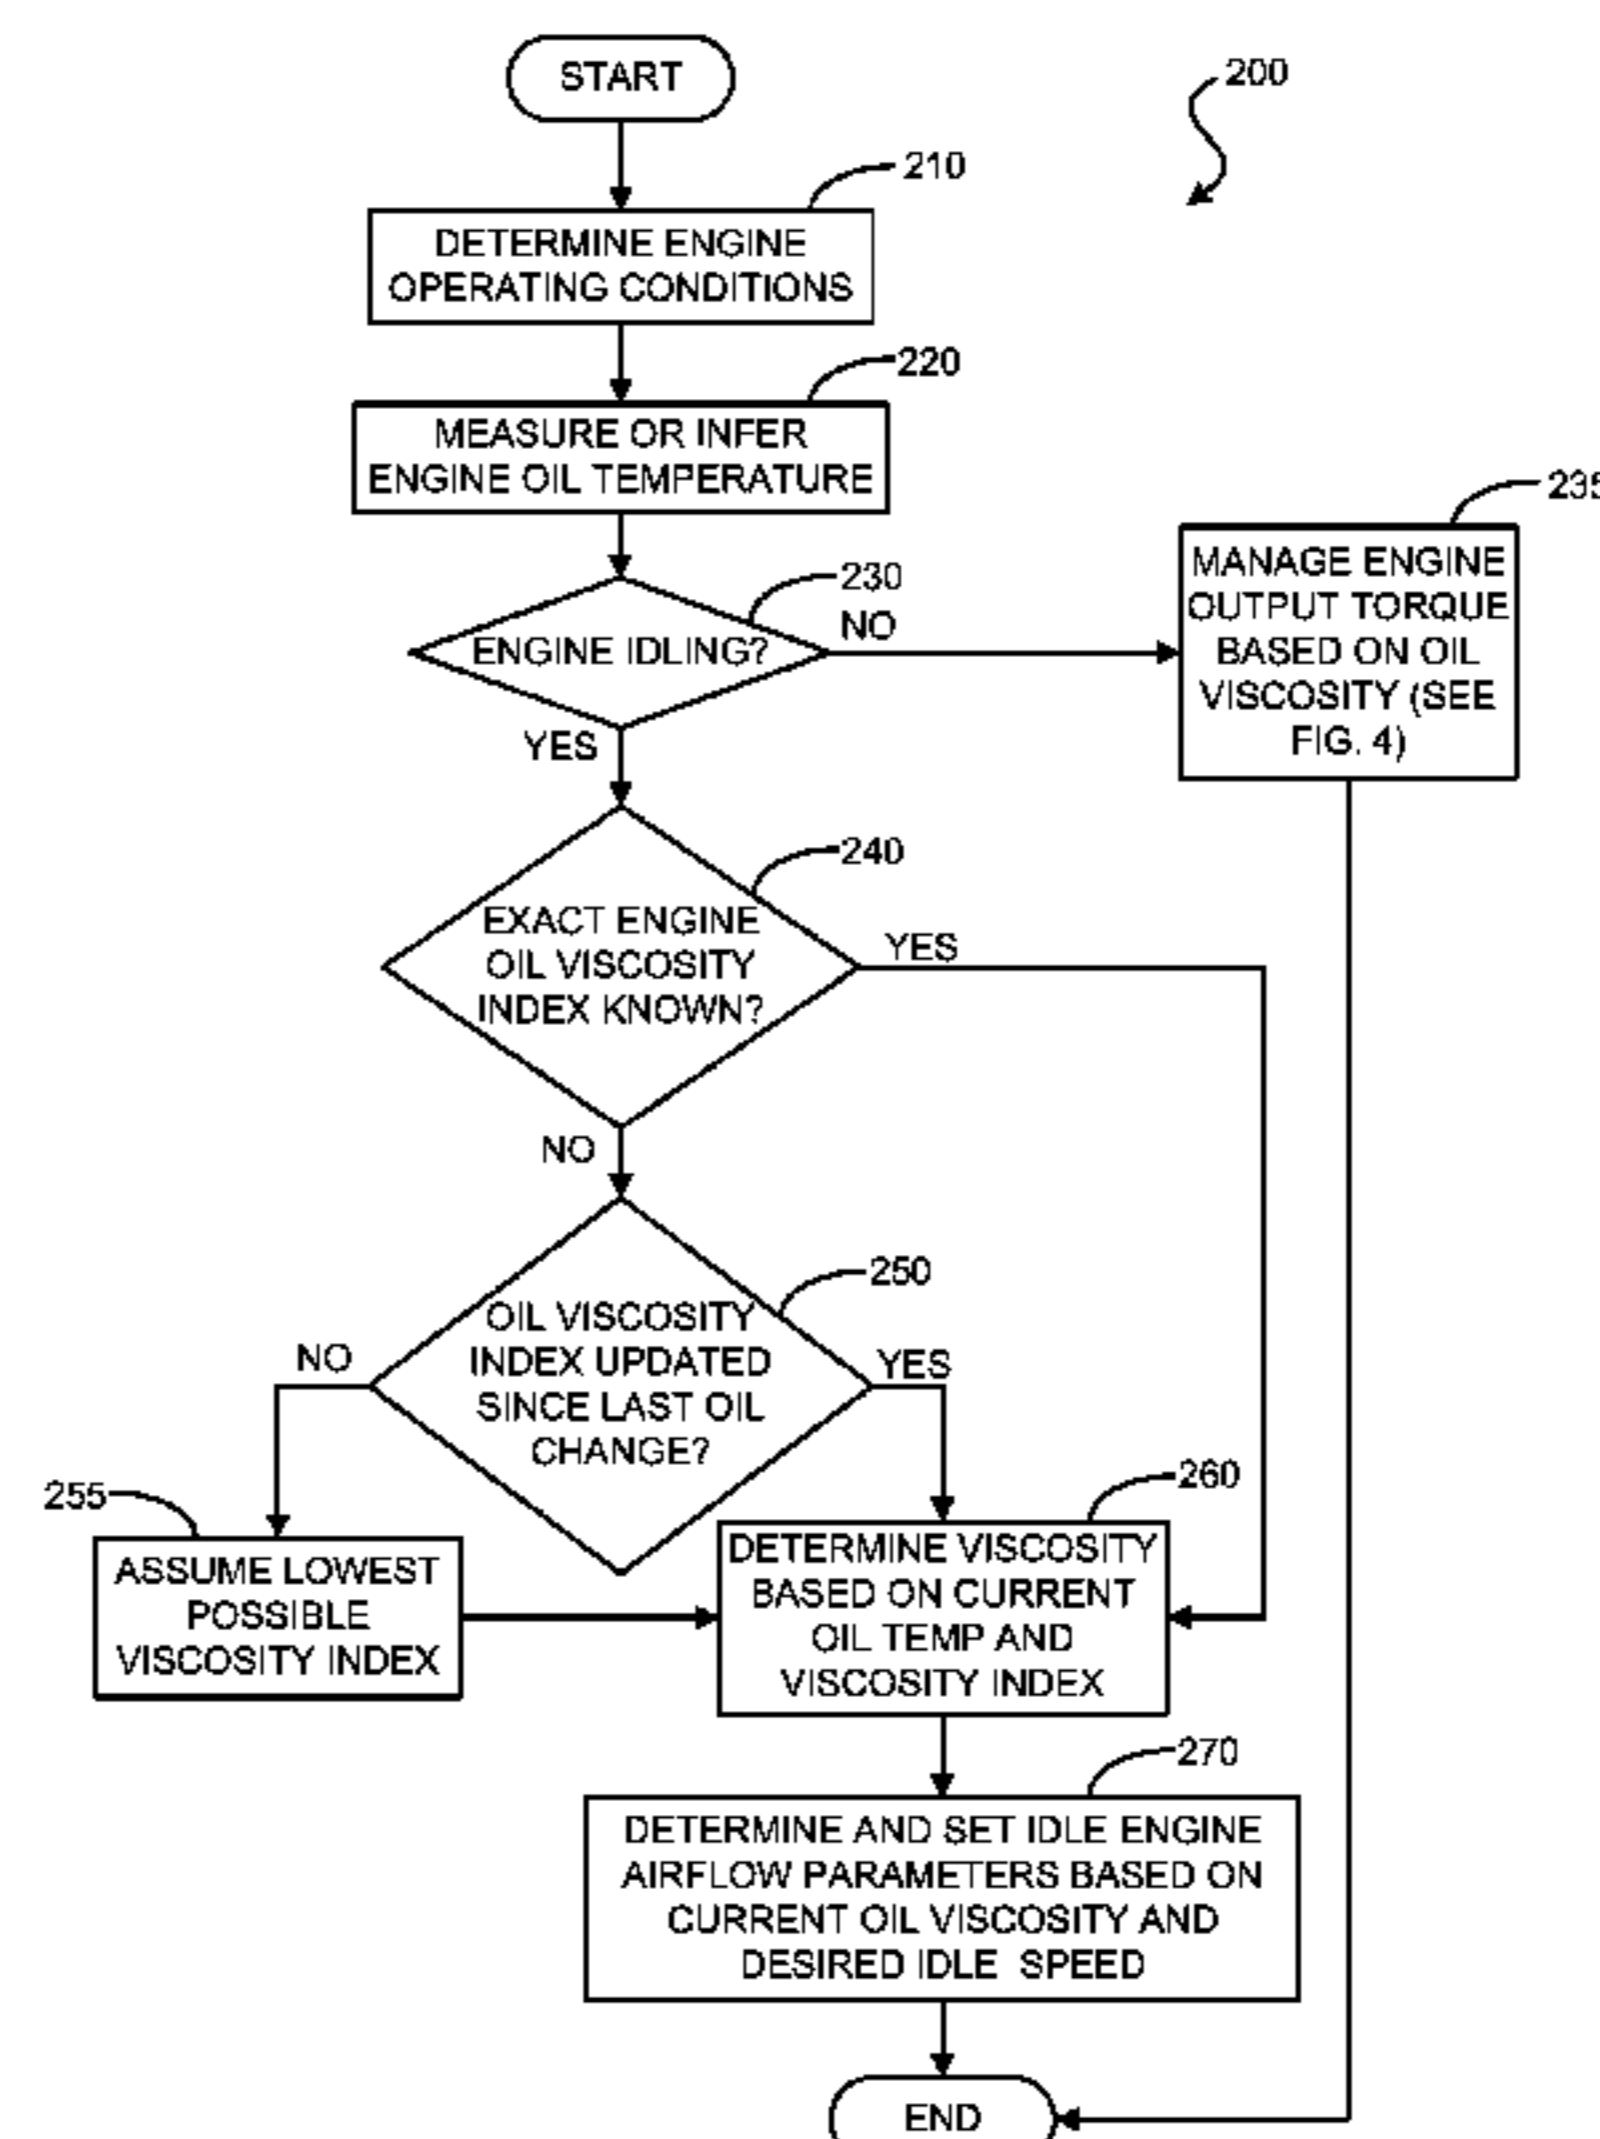 START
200
210
DETERMINE ENGINE
OPERATING CONDITIONS
220
MEASURE OR INFER
ENGINE OIL TEMPERATURE
235
MANAGE ENGINE
OUTPUT TORQUE
BASED ON OIL
VISCOSITY (SEE
FIG. 4)
230
NO
ENGINE IDLING?
YES
240
EXACT ENGINE
OIL VISCOSITY
INDEX KNOWN?
YES
NO
250
OIL VISCOSITY
INDEX UPDATED
SINCE LAST OIL
CHANGE?
NO
YES
255
ASSUME LOWEST
POSSIBLE
VISCOSITY INDEX
260
DETERMINE VISCOSITY
BASED ON CURRENT
OIL TEMP AND
VISCOSITY INDEX
270
DETERMINE AND SET IDLE ENGINE
AIRFLOW PARAMETERS BASED ON
CURRENT OIL VISCOSITY AND
DESIRED IDLE SPEED
END